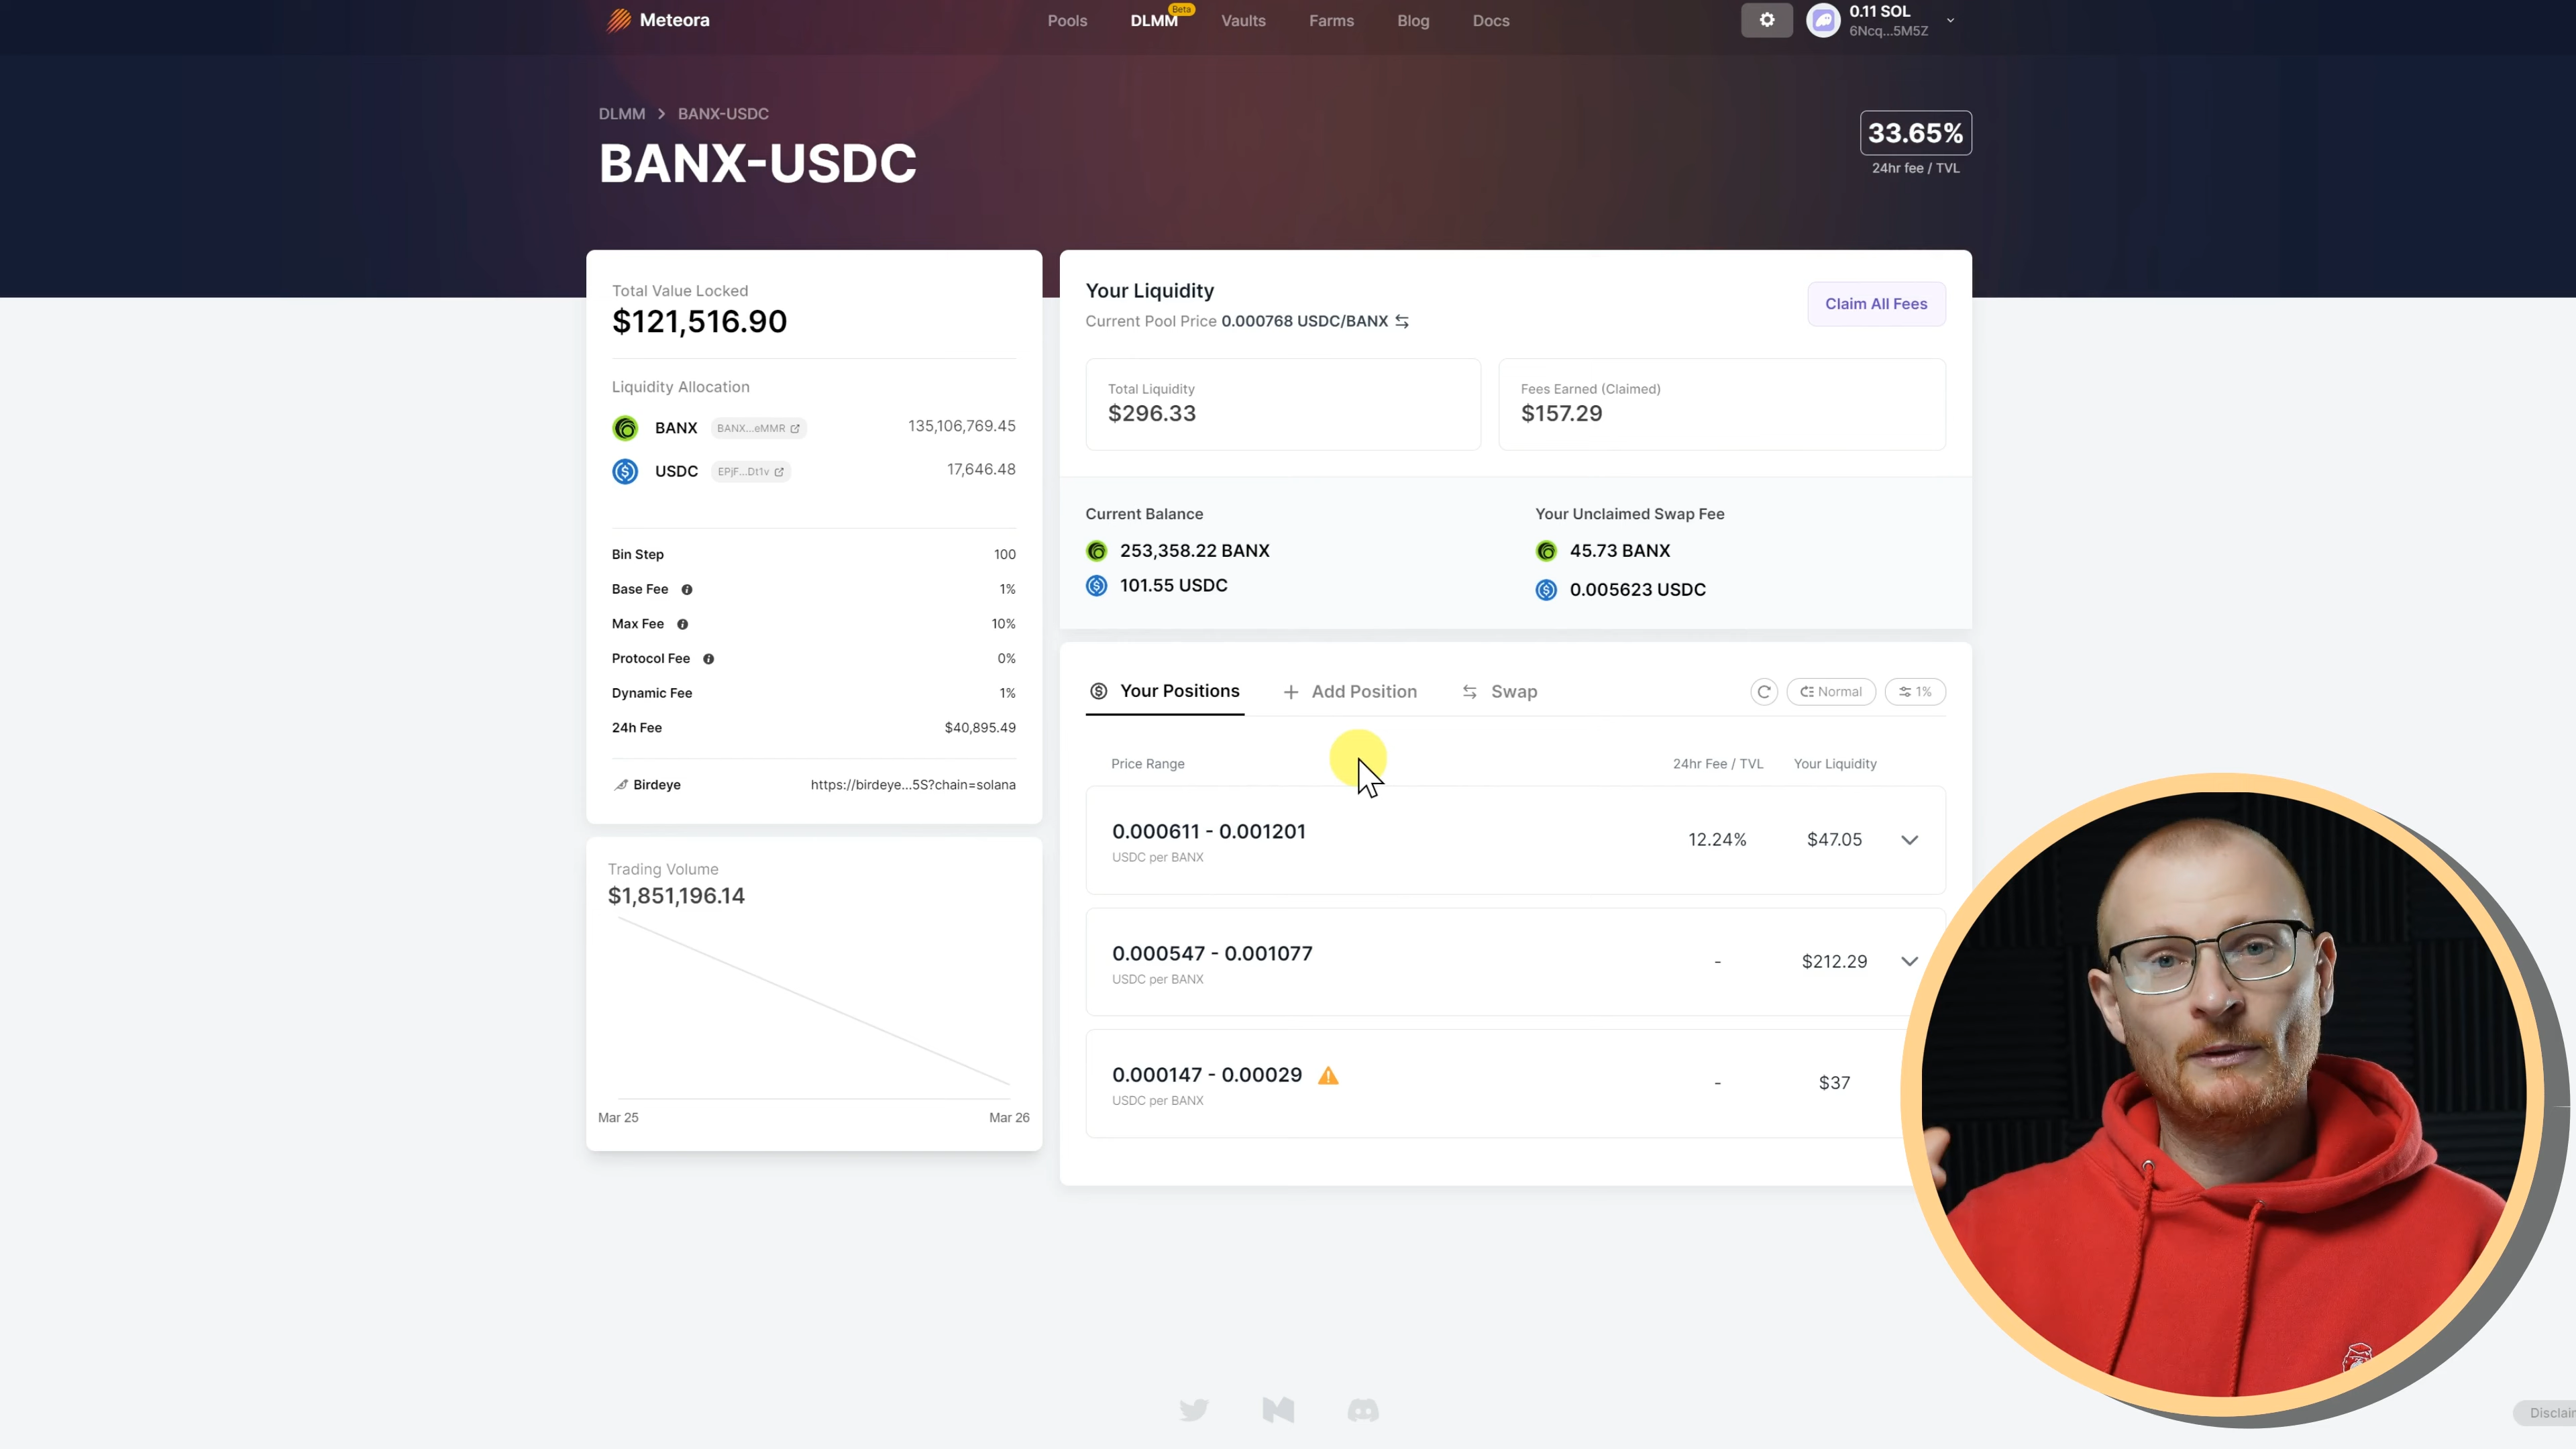 Meteora
Pools
DLMM
Beta
Vaults
Farms
Blog
Docs
0.11 SOL
6Ncq...5M5Z
DLMM > BANX-USDC
BANX-USDC
33.65%
24hr fee / TVL
Total Value Locked
$121,516.90
Liquidity Allocation
BANX BANX...eMMR 135,106,769.45
USDC EPjF...Dt1v 17,646.48
Bin Step 100
Base Fee 1%
Max Fee 10%
Protocol Fee 0%
Dynamic Fee 1%
24h Fee $40,895.49
Birdeye https://birdeye...5S?chain=solana
Trading Volume
$1,851,196.14
Mar 25 Mar 26
Your Liquidity
Current Pool Price 0.000768 USDC/BANX
Claim All Fees
Total Liquidity
$296.33
Fees Earned (Claimed)
$157.29
Current Balance
253,358.22 BANX
101.55 USDC
Your Unclaimed Swap Fee
45.73 BANX
0.005623 USDC
Your Positions
Add Position
Swap
Normal
1%
Price Range 24hr Fee / TVL Your Liquidity
0.000611 - 0.001201 12.24% $47.05
USDC per BANX
0.000547 - 0.001077 - $212.29
USDC per BANX
0.000147 - 0.00029 - $37
USDC per BANX